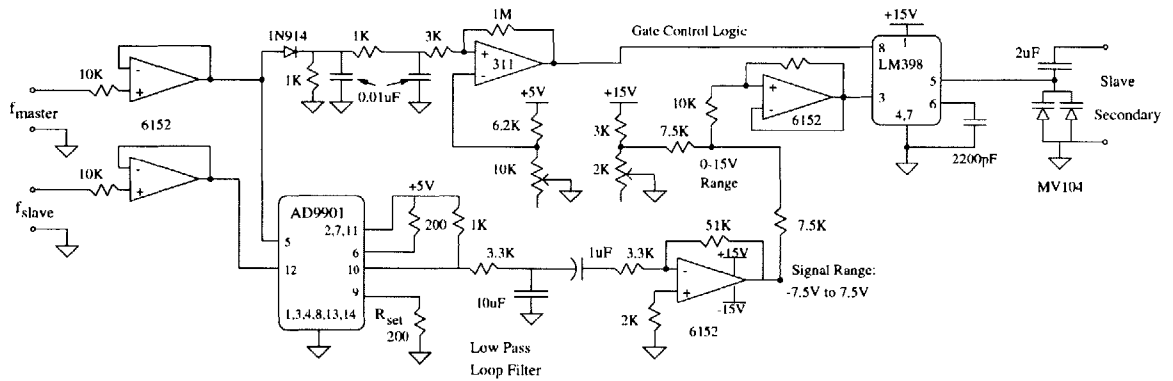 +15V
1M
1N914
1K
3K
Gate Control Logic
8
1
LM398
2uF
10K
-
+
1K
311
+
-
0.01uF
+5V
+15V
10K
+
-
6152
5
3
6
4,7
Slave
Secondary
f_master
6152
6.2K
3K
7.5K
10K
2K
0-15V
Range
2200pF
MV104
10K
-
+
f_slave
AD9901
+5V
2,7,11
200
1K
5
6
12
10
9
1,3,4,8,13,14
3.3K
1uF
3.3K
51K
7.5K
+15V
-
+
-15V
Signal Range:
-7.5V to 7.5V
10uF
R_set
200
2K
6152
Low Pass
Loop Filter